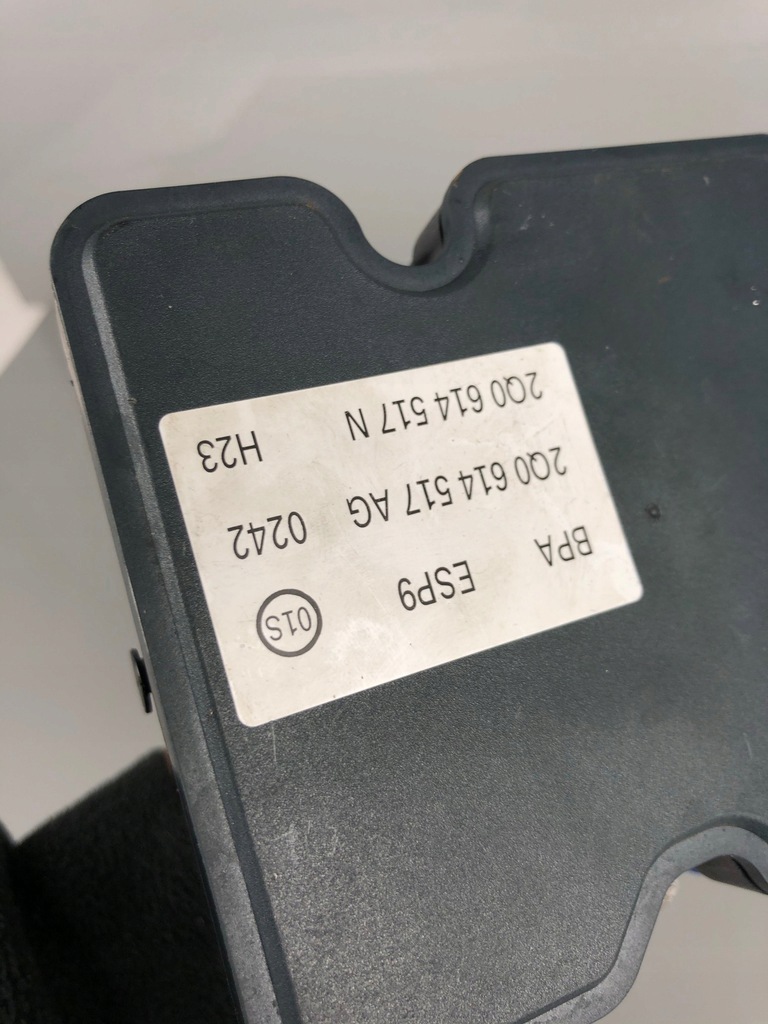 2Q0 614 517 N H23
2Q0 614 517 AG 0242
BPA ESP9 01S